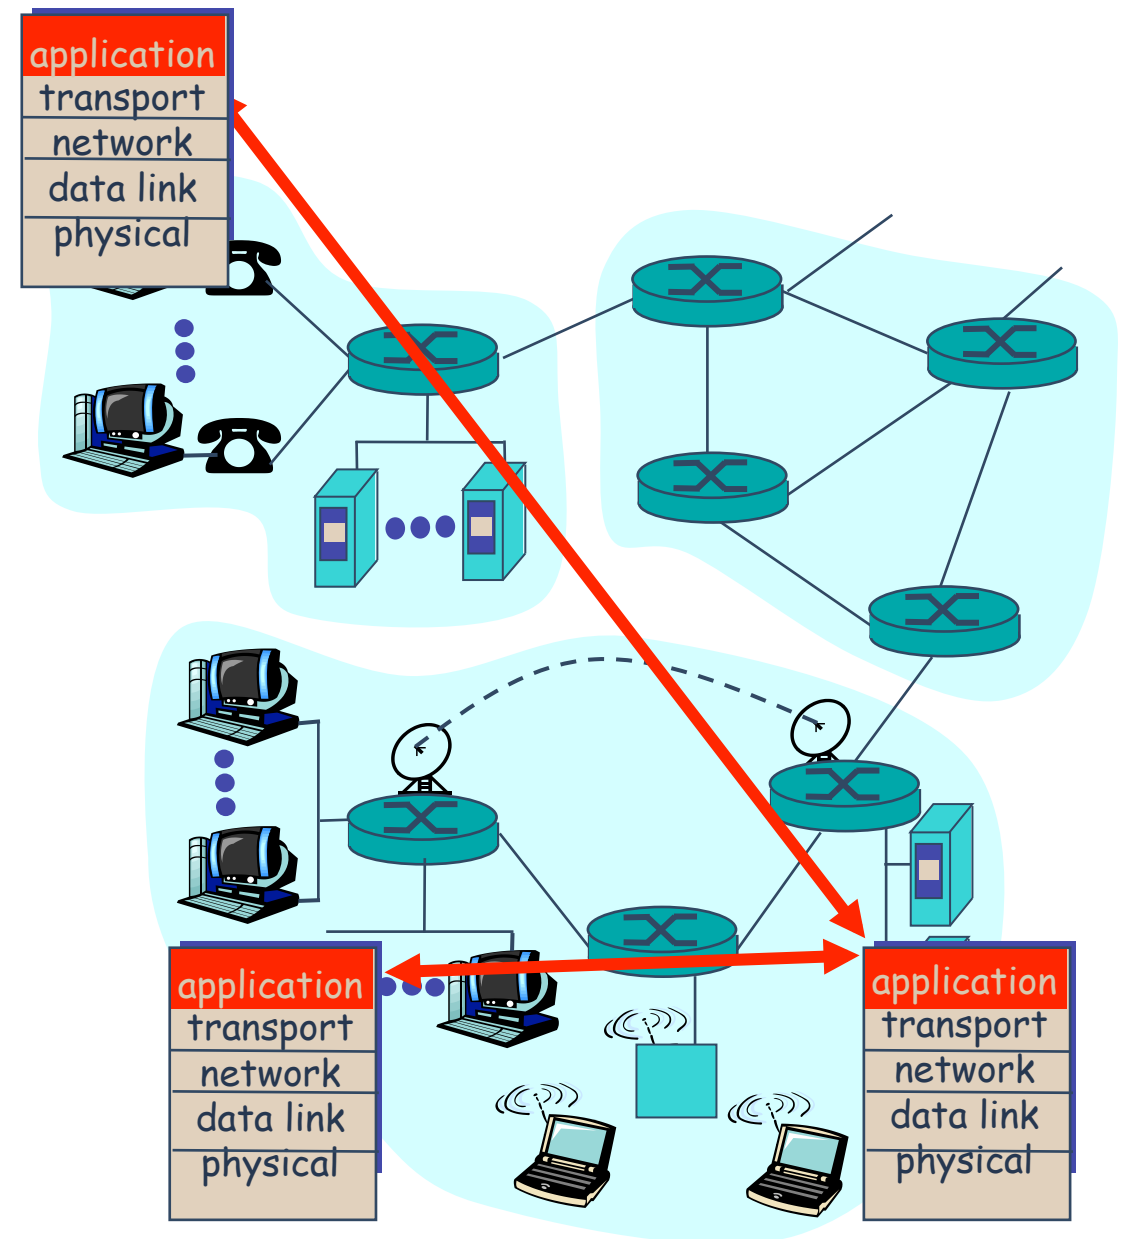 application
transport
network
data link
physical
application
transport
network
data link
physical
application
transport
network
data link
physical